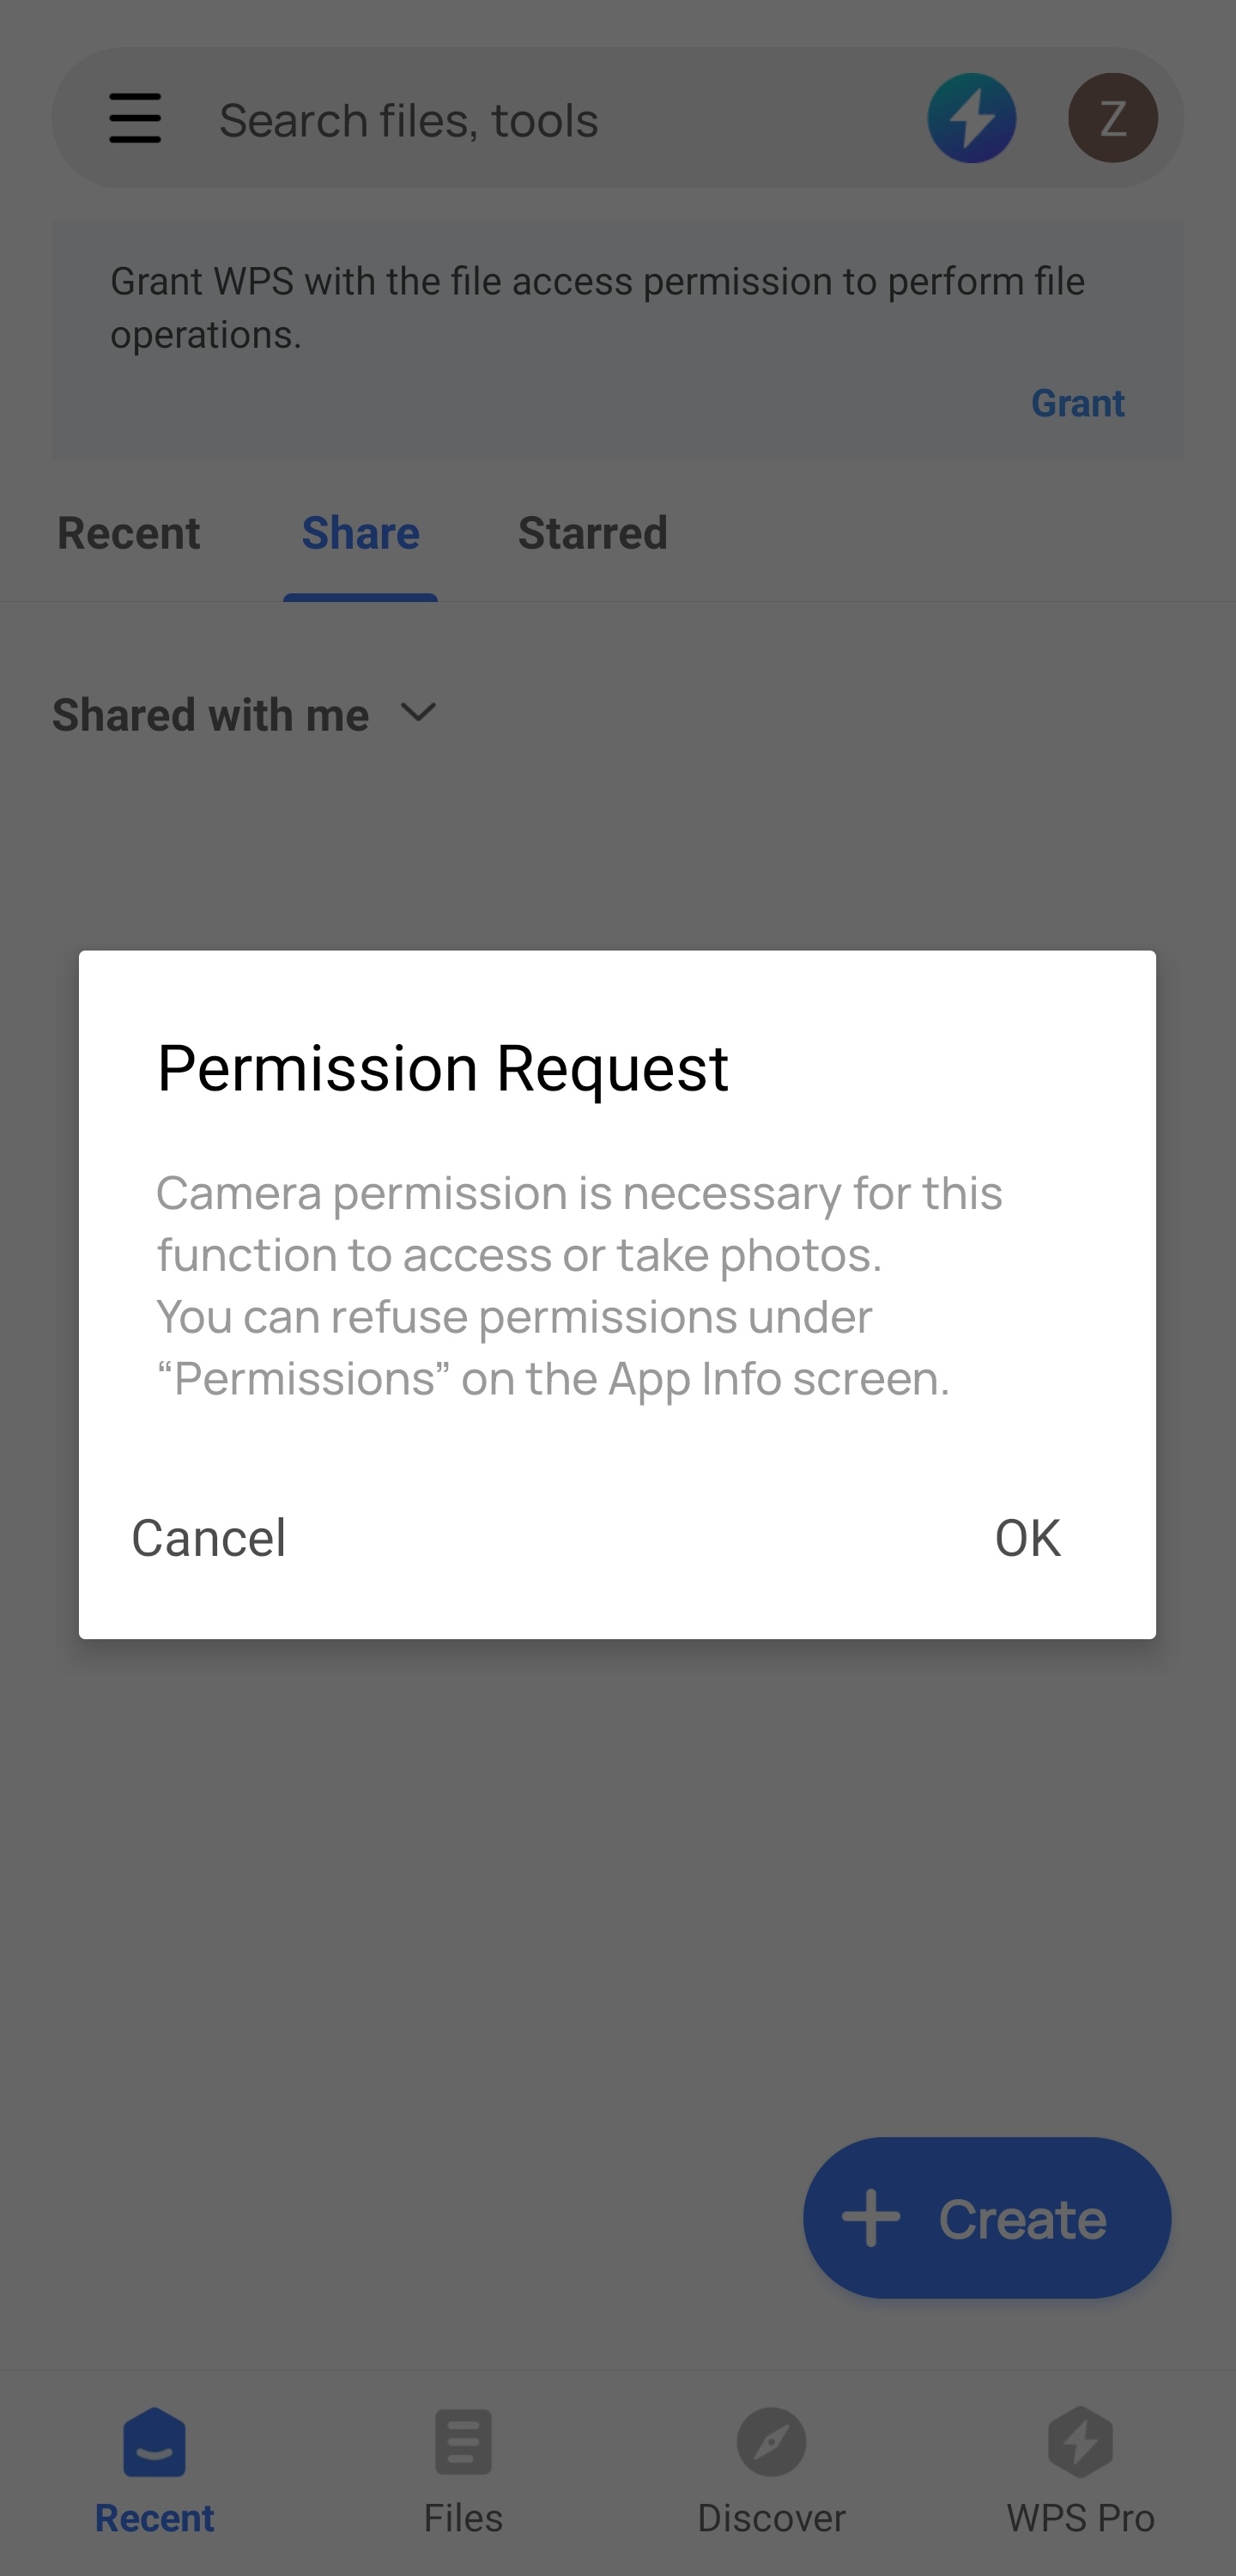 Search files, tools
Z
Grant WPS with the file access permission to perform file
operations.
Grant
Recent
Share
Starred
Shared with me
Permission Request
Camera permission is necessary for this
function to access or take photos.
You can refuse permissions under
“Permissions” on the App Info screen.
Cancel
OK
Create
Recent
Files
Discover
WPS Pro